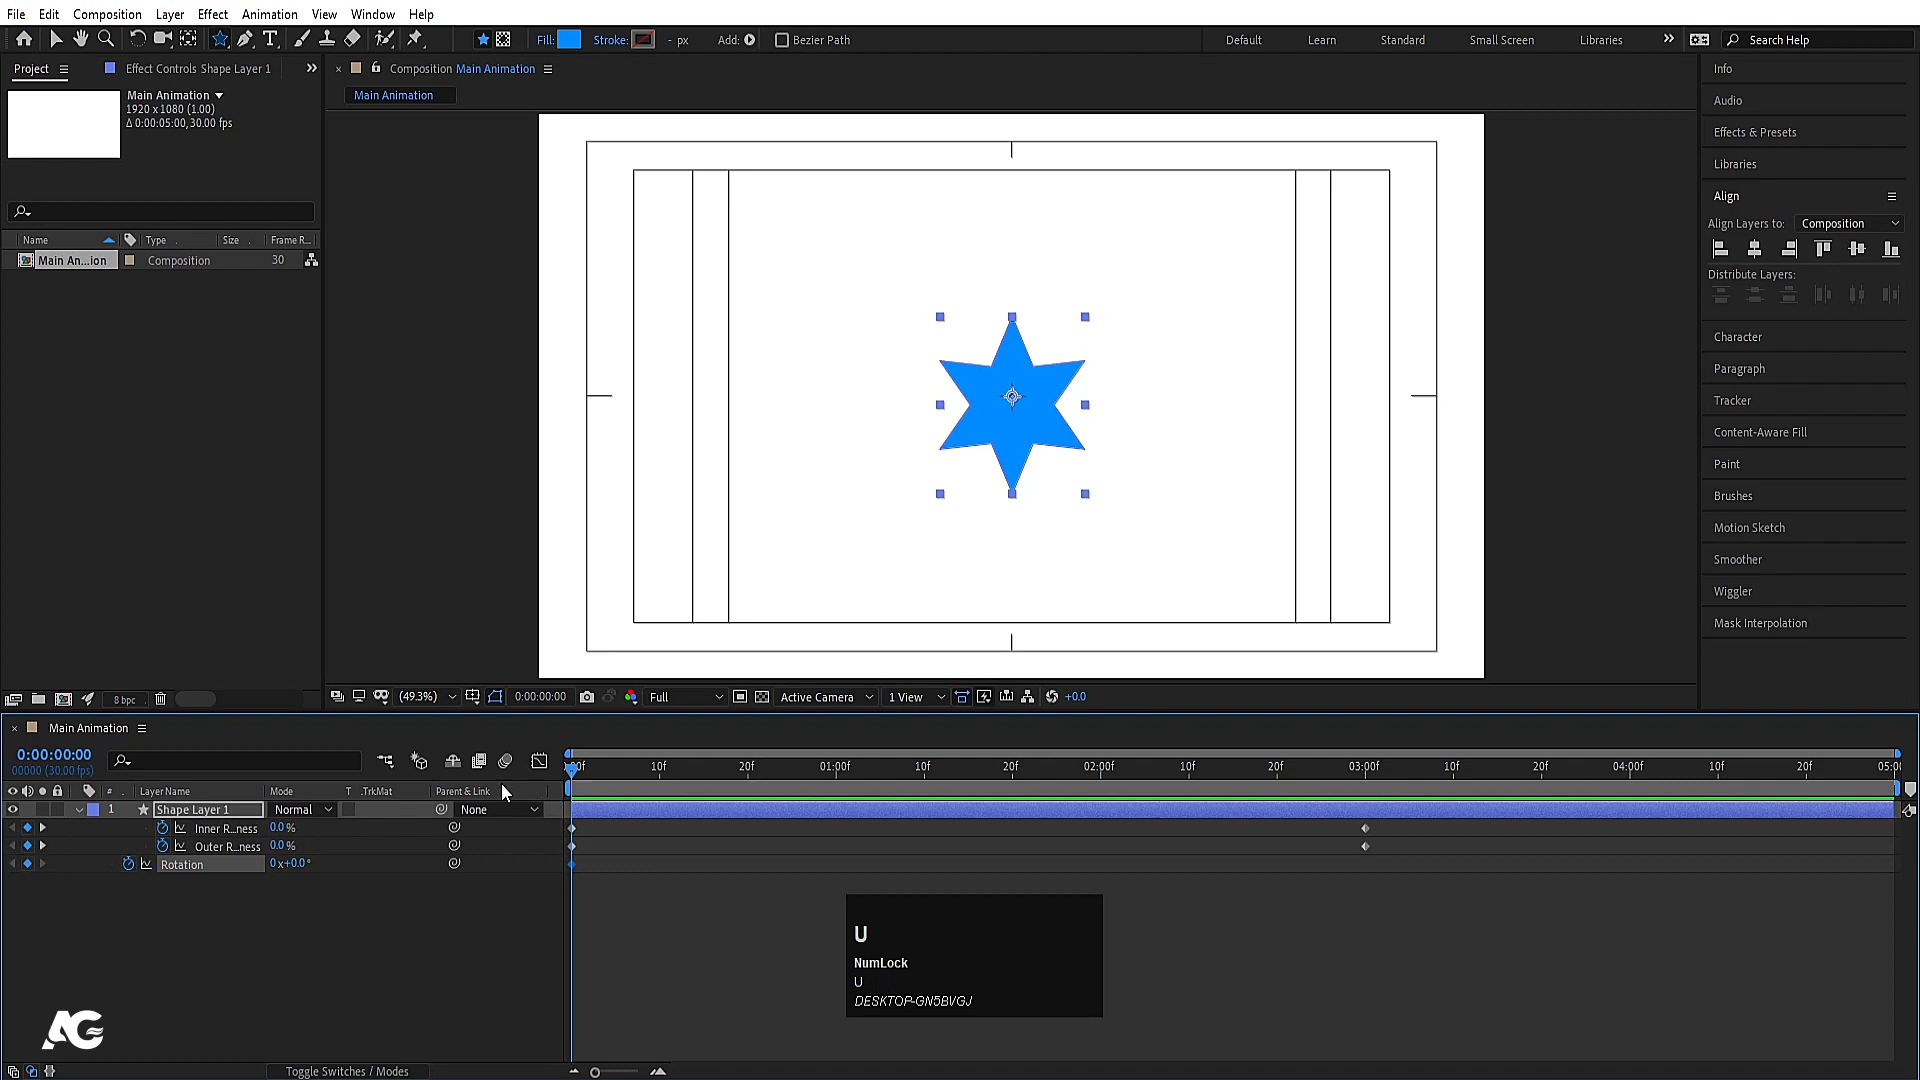 File Edit Composition Layer Effect Animation View Window Help
Fill: Stroke: - px Add: Bezier Path Default Learn Standard Small Screen Libraries Search Help
Project Effect Controls Shape Layer 1
Composition Main Animation
Main Animation
Main Animation
1920 x 1080 (1.00)
Δ 0:00:05:00, 30.00 fps
Name Type Size Frame R...
Main An...ion Composition 30
Info
Audio
Effects & Presets
Libraries
Align
Align Layers to: Composition
Distribute Layers:
Character
Paragraph
Tracker
Content-Aware Fill
Paint
Brushes
Motion Sketch
Smoother
Wiggler
Mask Interpolation
8 bpc
(49.3%) 0:00:00:00 Full Active Camera 1 View +0.0
Main Animation
0:00:00:00
00000 (30.00 fps)
10f 20f 01:00f 10f 20f 02:00f 10f 20f 03:00f 10f 20f 04:00f 10f 20f
# Layer Name Mode T .TrkMat Parent & Link
1 Shape Layer 1 Normal None
Inner R...ness 0.0 %
Outer R...ness 0.0 %
Rotation 0 x+0.0 °
U
NumLock
U
DESKTOP-GN5BVGJ
AG
Toggle Switches / Modes